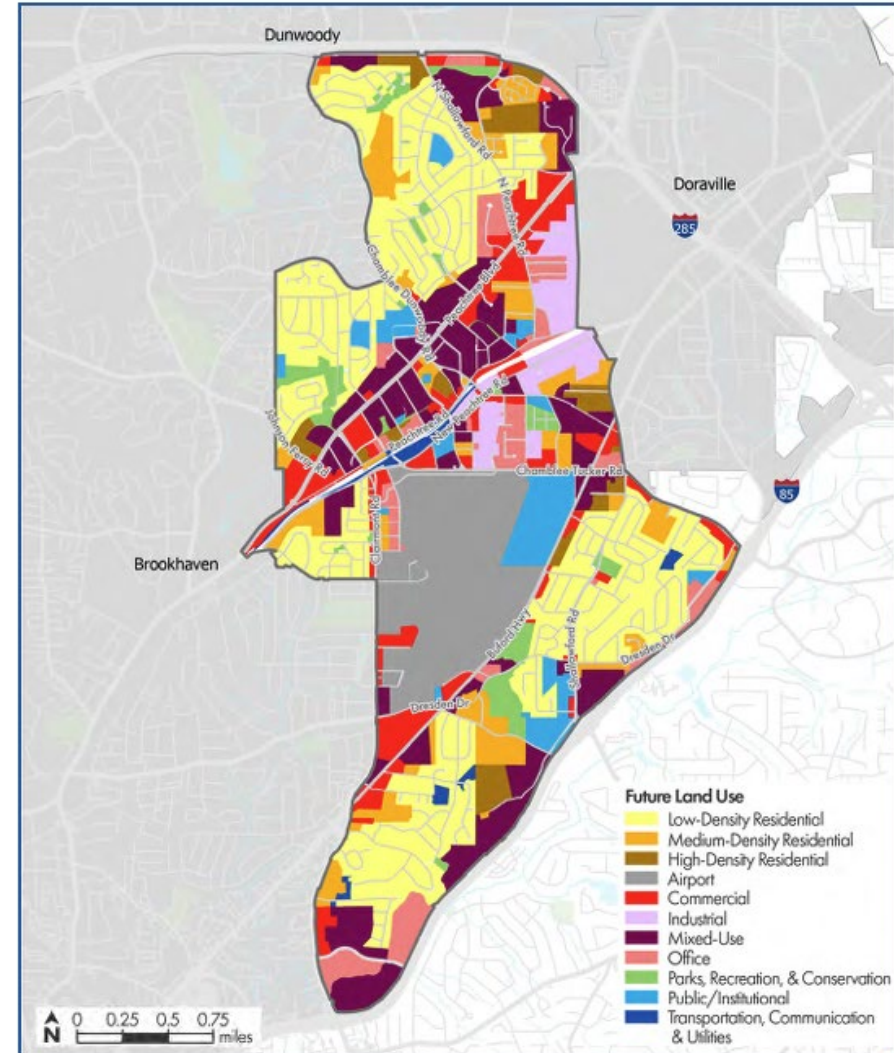 Dunwoody
N Shallowford Rd
Doraville
285
N Peachtree Rd
Chamblee Dunwoody Rd
Peachtree Blvd
Johnson Ferry Rd
Peachtree Rd
New Peachtree Rd
Chamblee Tucker Rd
85
Clairmont Rd
Brookhaven
Buford Hwy
Shallowford Rd
Dresden Dr
Dresden Dr
Future Land Use
Low-Density Residential
Medium-Density Residential
High-Density Residential
Airport
Commercial
Industrial
Mixed-Use
Office
Parks, Recreation, & Conservation
Public/Institutional
Transportation, Communication
& Utilities
N
0 0.25 0.5 0.75
miles